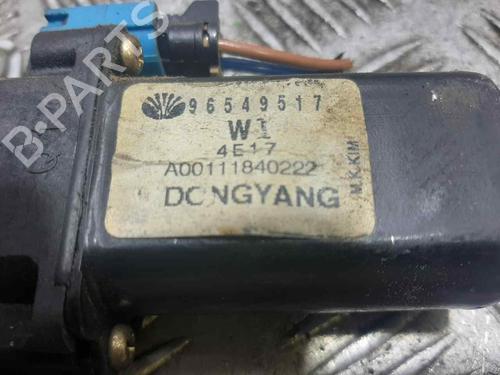 96549517
W1
4E17
A00111840222
DONGYANG
M.K.KIM
B-PARTS